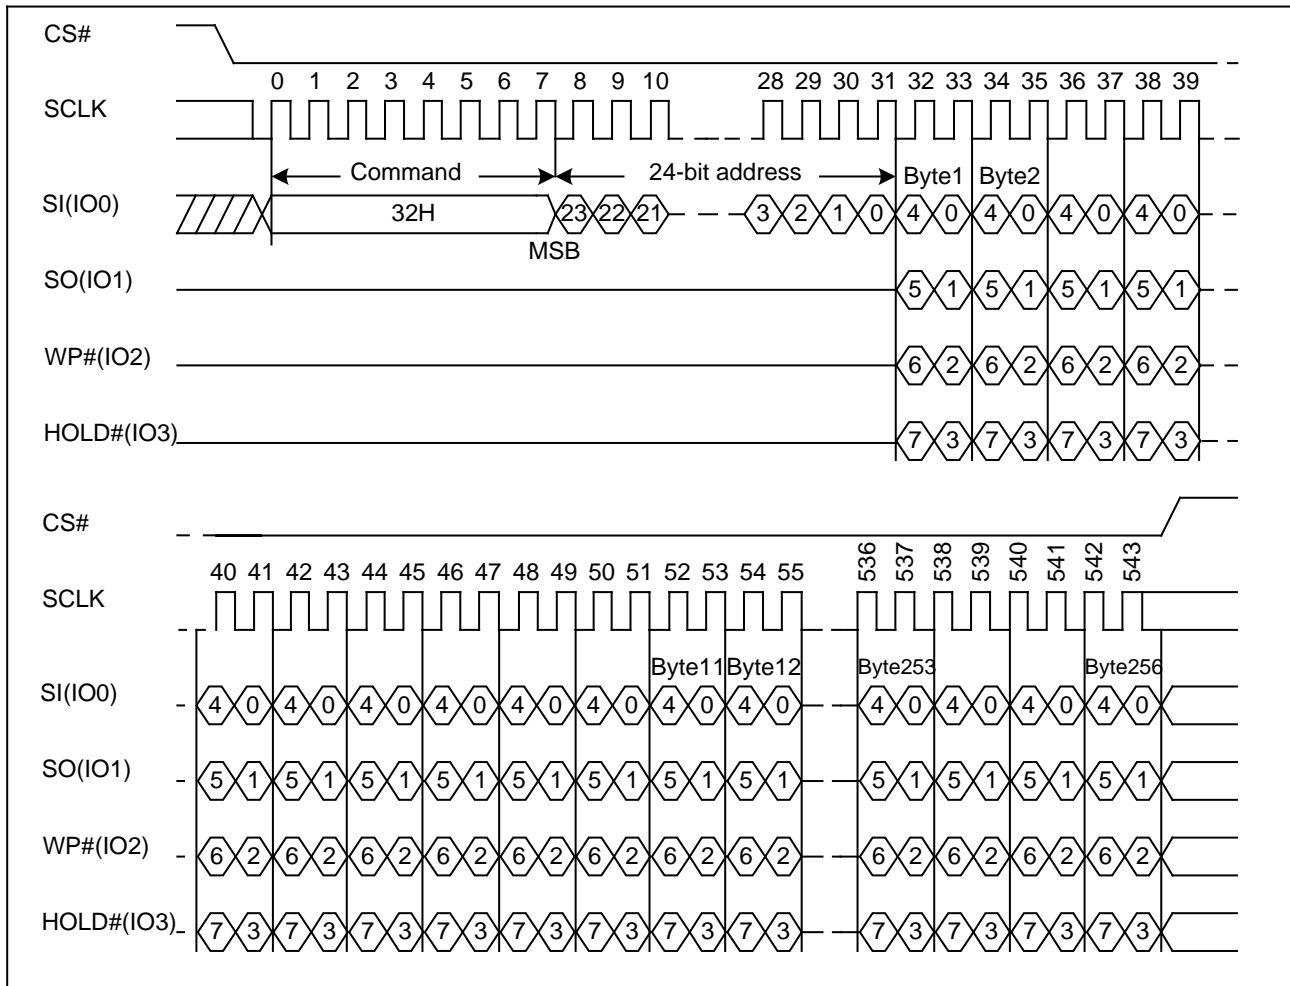 CS#
0 1 2 3 4 5 6 7 8 9 10 28 29 30 31 32 33 34 35 36 37 38 39
SCLK
Command 24-bit address Byte1 Byte2
SI(IO0) 32H 23 22 21 3 2 1 0 4 0 4 0 4 0 4 0
MSB
SO(IO1) 5 1 5 1 5 1 5 1
WP#(IO2) 6 2 6 2 6 2 6 2
HOLD#(IO3) 7 3 7 3 7 3 7 3
CS#
40 41 42 43 44 45 46 47 48 49 50 51 52 53 54 55 536 537 538 539 540 541 542 543
SCLK
Byte11 Byte12 Byte253 Byte256
SI(IO0) 4 0 4 0 4 0 4 0 4 0 4 0 4 0 4 0 4 0 4 0 4 0 4 0
SO(IO1) 5 1 5 1 5 1 5 1 5 1 5 1 5 1 5 1 5 1 5 1 5 1 5 1
WP#(IO2) 6 2 6 2 6 2 6 2 6 2 6 2 6 2 6 2 6 2 6 2 6 2 6 2
HOLD#(IO3) 7 3 7 3 7 3 7 3 7 3 7 3 7 3 7 3 7 3 7 3 7 3 7 3